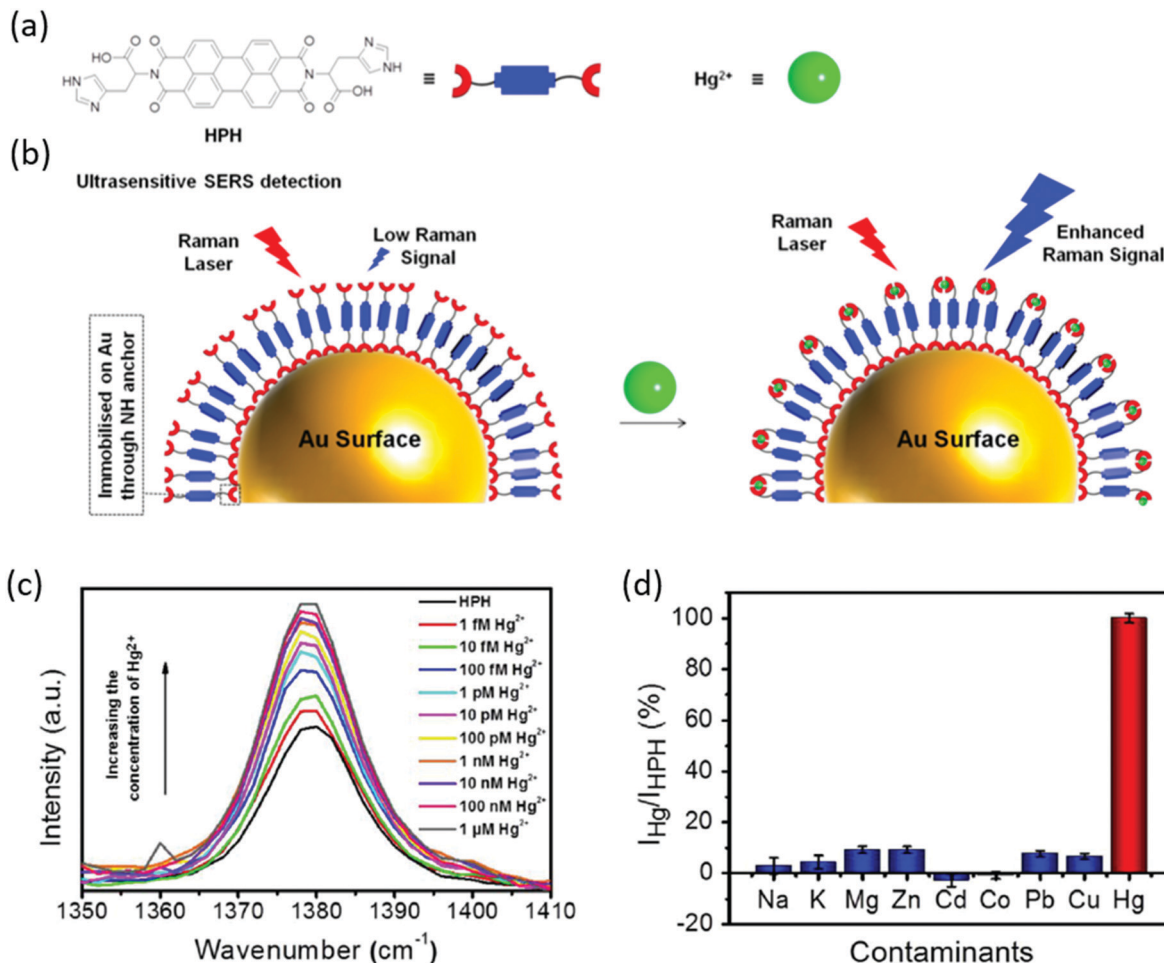 (a)
HO
O
O
O
N
NH
N
N
O
O
O
N
NH
OH
O
≡
Hg²⁺ ≡
HPH
(b)
Ultrasensitive SERS detection
Raman
Laser
Low Raman
Signal
Immobilised on Au
through NH anchor
Au Surface
Raman
Laser
Enhanced
Raman Signal
Au Surface
(c)
Intensity (a.u.)
Increasing the
concentration of Hg²⁺
HPH
1 fM Hg²⁺
10 fM Hg²⁺
100 fM Hg²⁺
1 pM Hg²⁺
10 pM Hg²⁺
100 pM Hg²⁺
1 nM Hg²⁺
10 nM Hg²⁺
100 nM Hg²⁺
1 µM Hg²⁺
1350 1360 1370 1380 1390 1400 1410
Wavenumber (cm⁻¹)
(d)
I_Hg/I_HPH (%)
100
80
60
40
20
0
-20
Na K Mg Zn Cd Co Pb Cu Hg
Contaminants